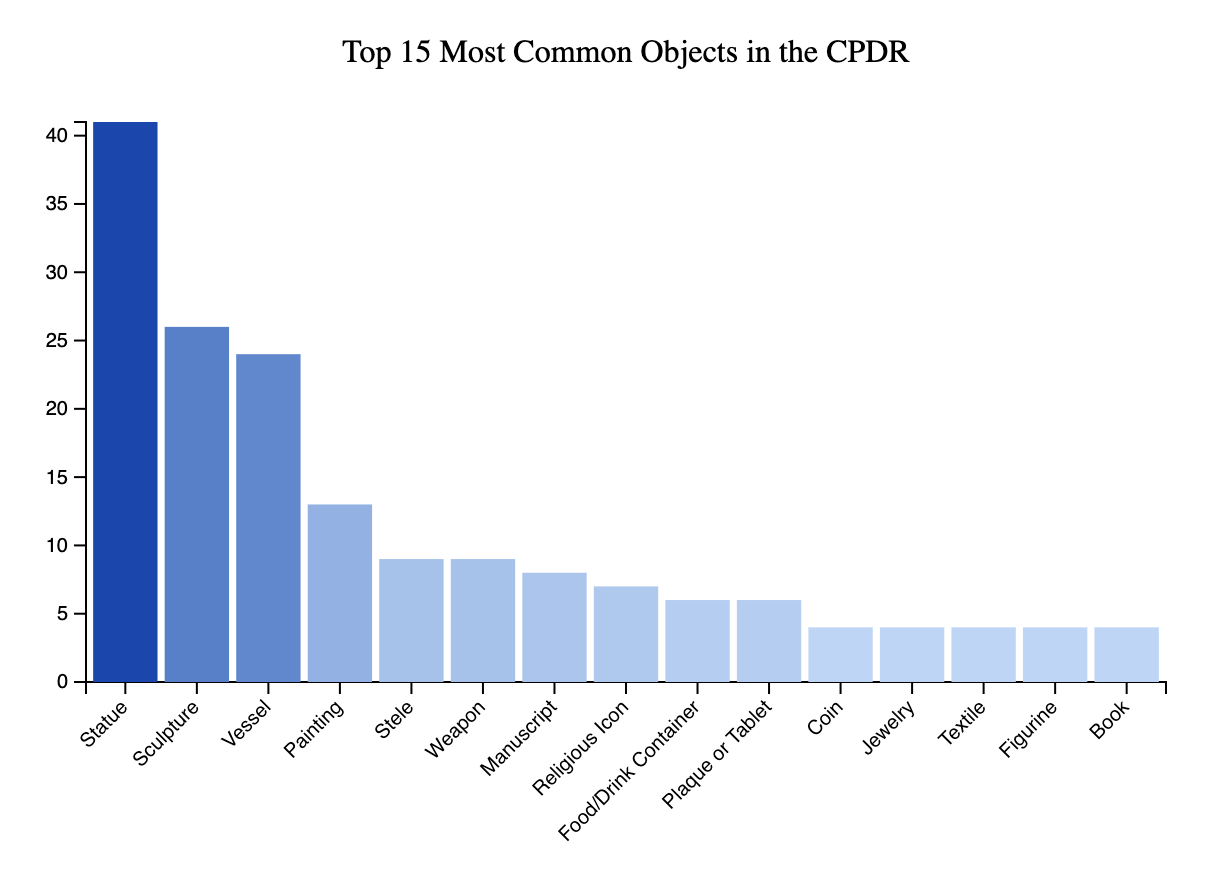 Top 15 Most Common Objects in the CPDR
40
35
30
25
20
15
10
5
0
Statue
Sculpture
Vessel
Painting
Stele
Weapon
Manuscript
Religious Icon
Food/Drink Container
Plaque or Tablet
Coin
Jewelry
Textile
Figurine
Book